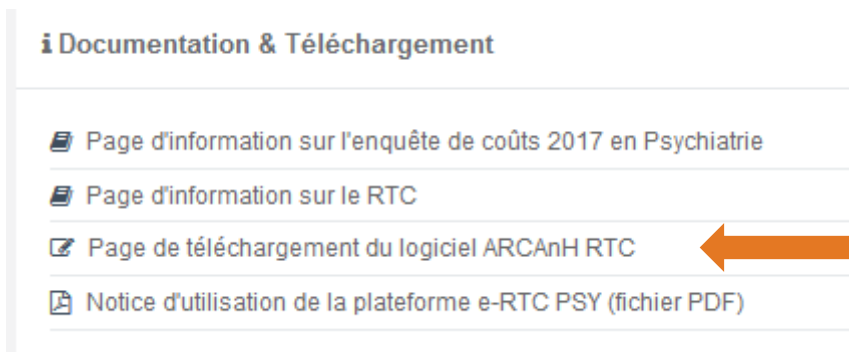 Documentation & Téléchargement
Page d'information sur l'enquête de coûts 2017 en Psychiatrie
Page d'information sur le RTC
Page de téléchargement du logiciel ARCAnH RTC
Notice d'utilisation de la plateforme e-RTC PSY (fichier PDF)